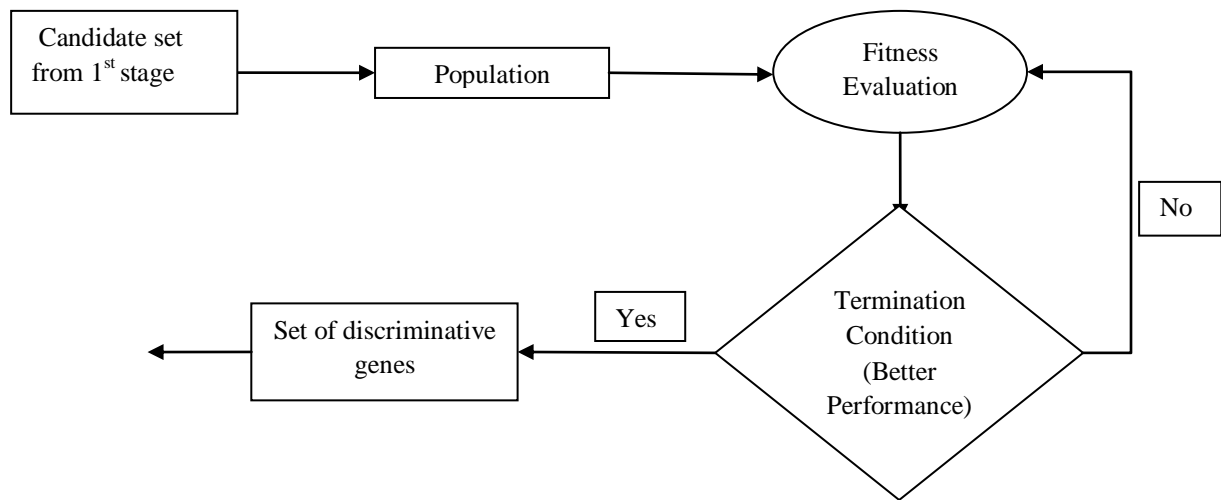 Candidate set
from 1st stage
Population
Fitness
Evaluation
No
Termination
Condition
(Better
Performance)
Yes
Set of discriminative
genes